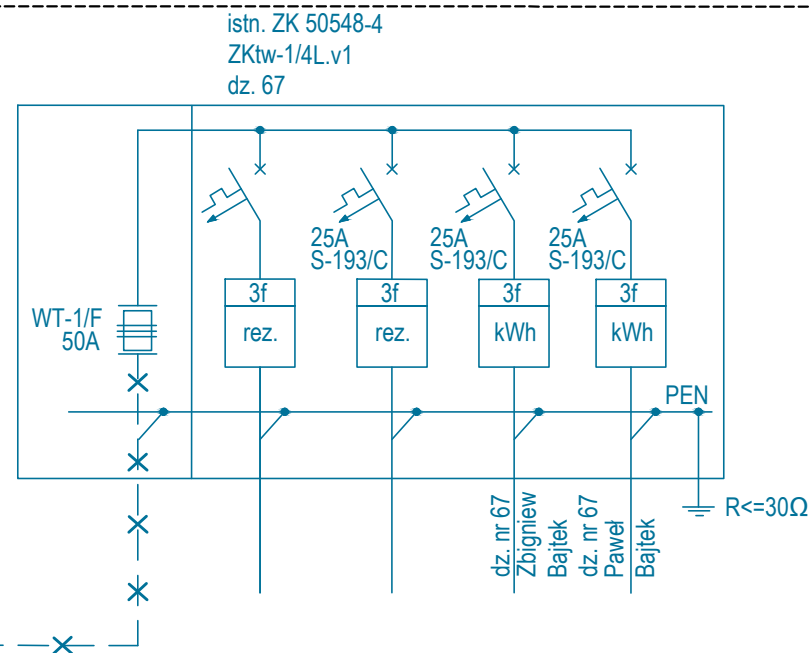 istn. ZK 50548-4
ZKtw-1/4L.v1
dz. 67
25A
S-193/C
25A
S-193/C
25A
S-193/C
WT-1/F
50A
3f
rez.
3f
rez.
3f
kWh
3f
kWh
PEN
R<=30Ω
dz. nr 67
Zbigniew
Bajtek
dz. nr 67
Paweł
Bajtek